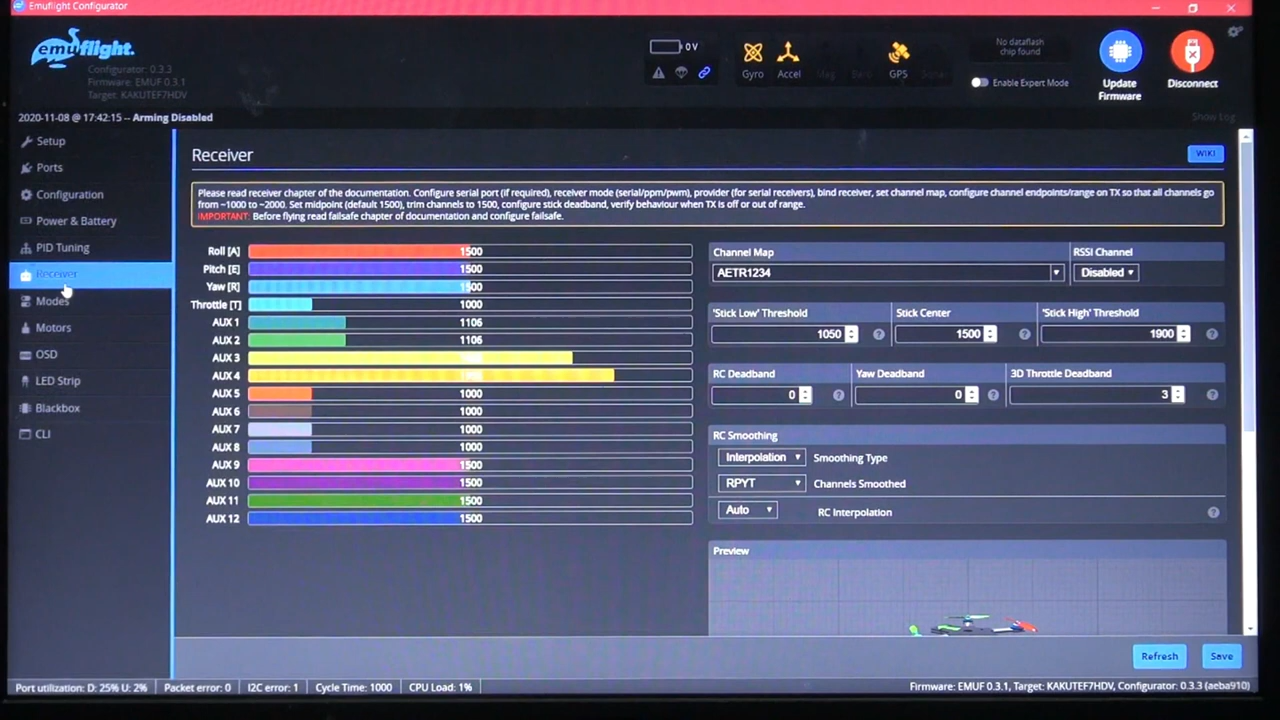 Emuflight Configurator
emuflight.
Configurator: 0.3.3
Firmware: EMUF 0.3.1
Target: KAKUTEF7HDV
0 V
Gyro
Accel
Mag
Baro
GPS
Sonar
No dataflash
chip found
Enable Expert Mode
Update
Firmware
Disconnect
2020-11-08 @ 17:42:15 -- Arming Disabled
Show Log
Setup
Ports
Configuration
Power & Battery
PID Tuning
Receiver
Modes
Motors
OSD
LED Strip
Blackbox
CLI
Receiver
WIKI
Please read receiver chapter of the documentation. Configure serial port (if required), receiver mode (serial/ppm/pwm), provider (for serial receivers), bind receiver, set channel map, configure channel endpoints/range on TX so that all channels go
from ~1000 to ~2000. Set midpoint (default 1500), trim channels to 1500, configure stick deadband, verify behaviour when TX is off or out of range.
IMPORTANT: Before flying read failsafe chapter of documentation and configure failsafe.
Roll [A] 1500
Pitch [E] 1500
Yaw [R] 1500
Throttle [T] 1000
AUX 1 1106
AUX 2 1106
AUX 3
AUX 4
AUX 5 1000
AUX 6 1000
AUX 7 1000
AUX 8 1000
AUX 9 1500
AUX 10 1500
AUX 11 1500
AUX 12 1500
Channel Map
AETR1234
RSSI Channel
Disabled
'Stick Low' Threshold
1050
Stick Center
1500
'Stick High' Threshold
1900
RC Deadband
0
Yaw Deadband
0
3D Throttle Deadband
3
RC Smoothing
Interpolation Smoothing Type
RPYT Channels Smoothed
Auto RC Interpolation
Preview
Refresh
Save
Port utilization: D: 25% U: 2%
Packet error: 0
I2C error: 1
Cycle Time: 1000
CPU Load: 1%
Firmware: EMUF 0.3.1, Target: KAKUTEF7HDV, Configurator: 0.3.3 (aeba910)